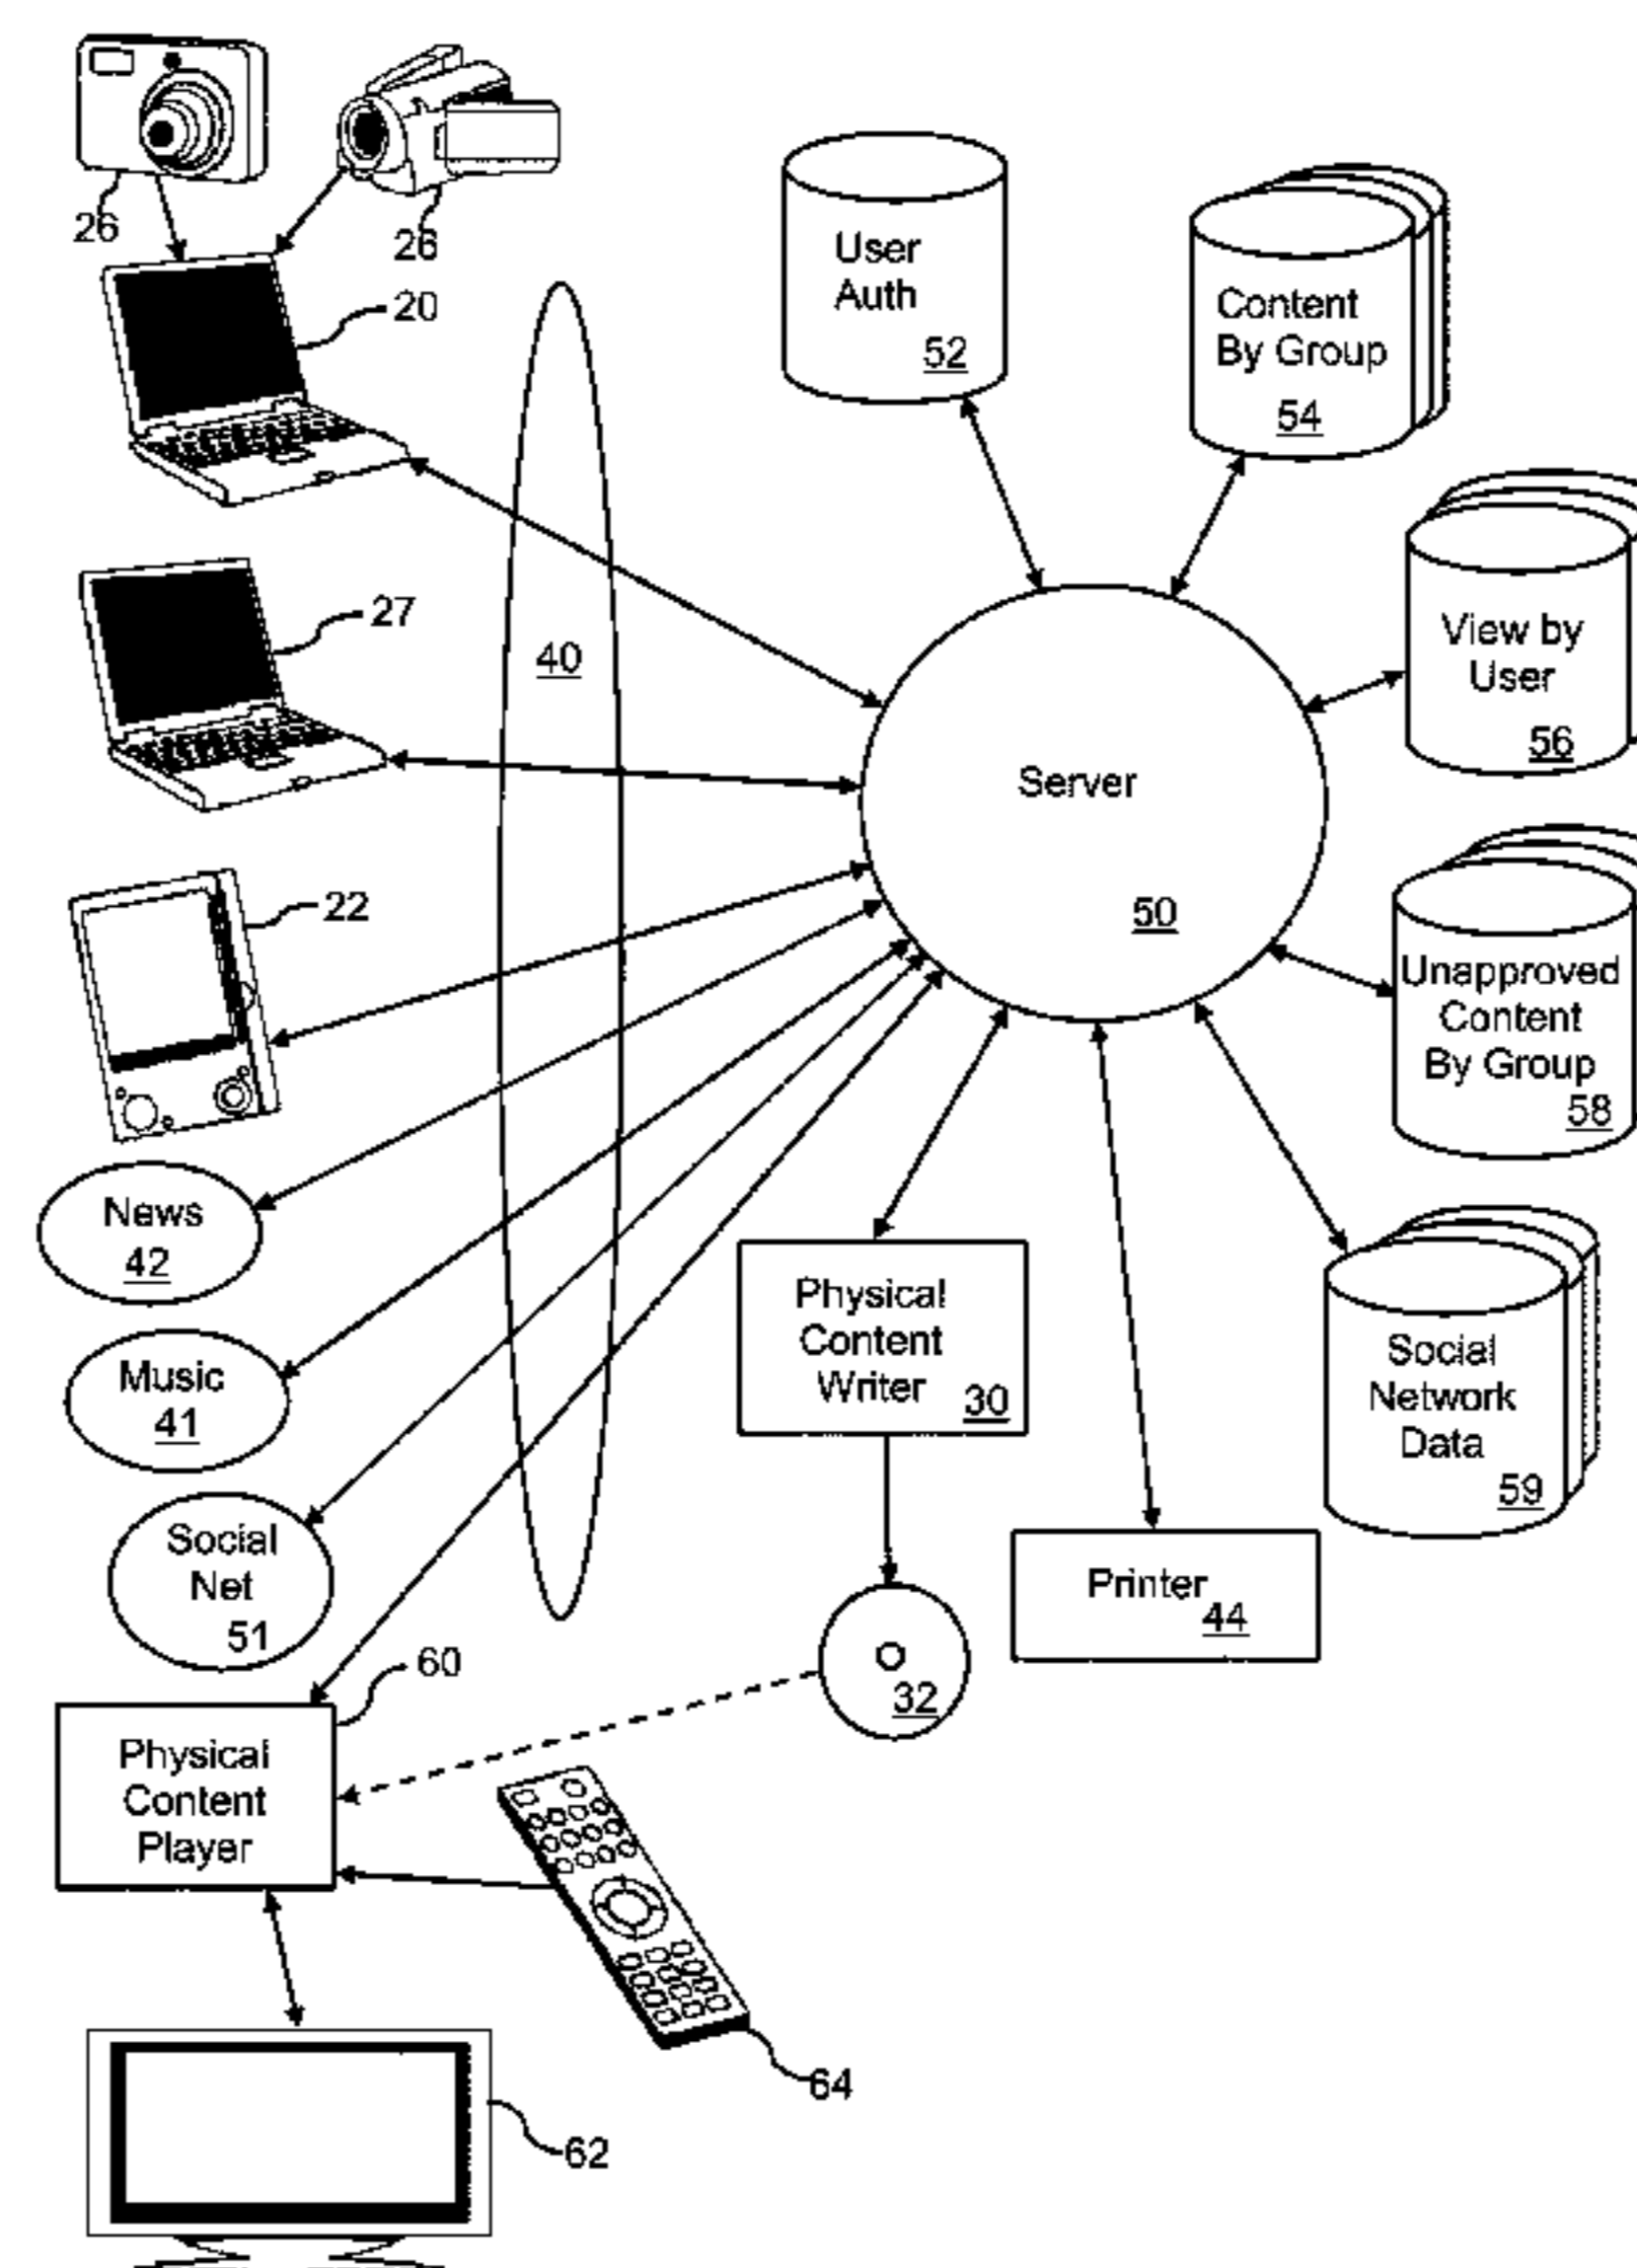 26
26
20
User
Auth
52
Content
By Group
54
27
40
View by
User
56
Server
50
22
Unapproved
Content
By Group
58
News
42
Music
41
Social
Net
51
Physical
Content
Writer
30
Social
Network
Data
59
Printer
44
32
60
Physical
Content
Player
64
62